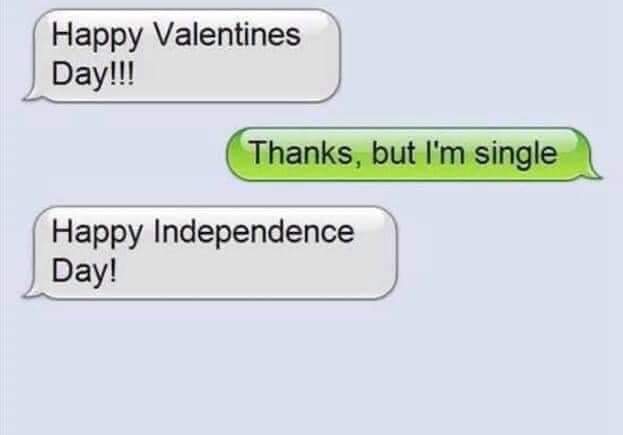 Happy Valentines
Day!!!
Thanks, but I'm single
Happy Independence
Day!